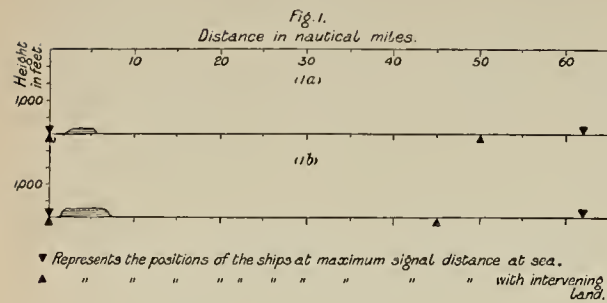 Fig. 1.
Distance in nautical miles.
Height in feet.
10 20 30 40 50 60
(1a)
1,000
(1b)
1,000
▼ Represents the positions of the ships at maximum signal distance at sea.
▲ " " " " " " " " " " with intervening
land.